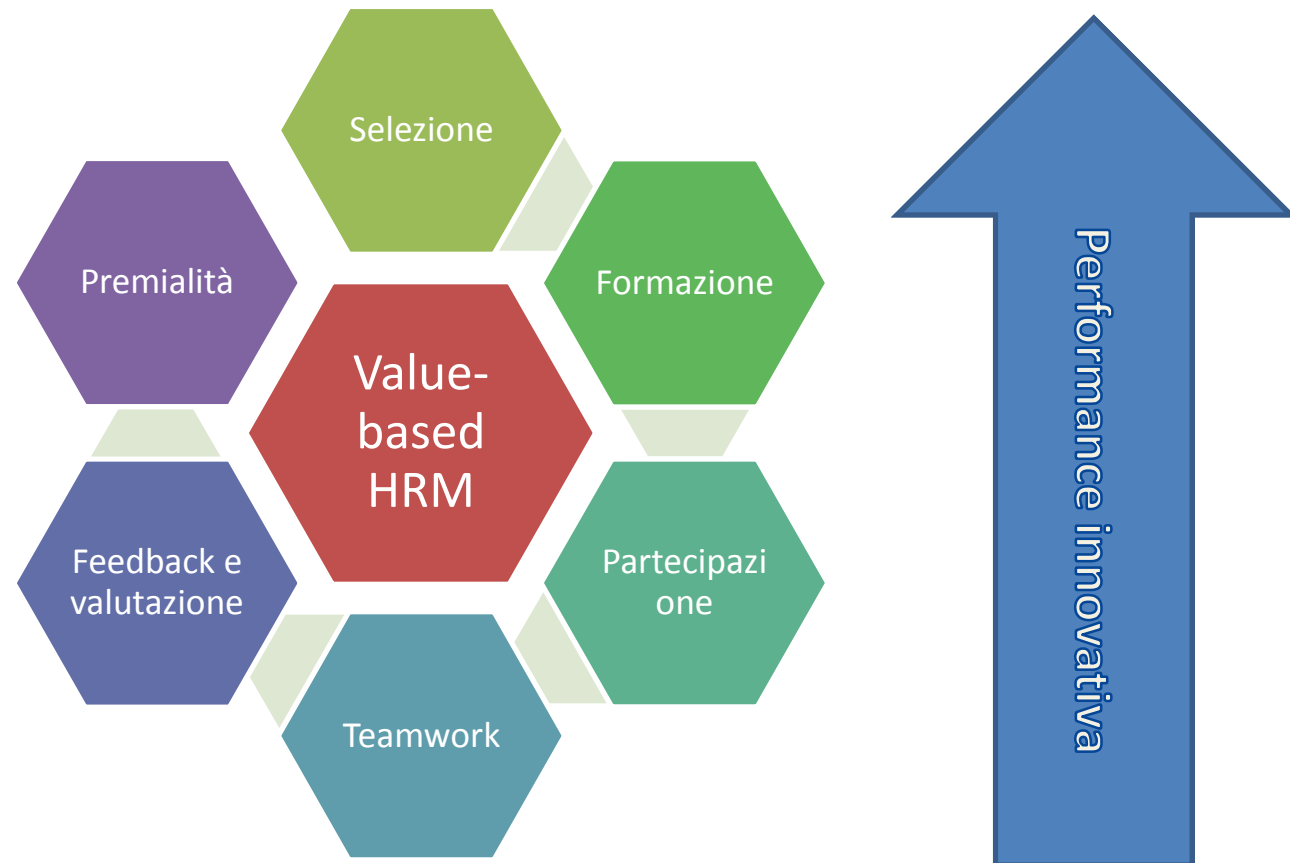 Selezione
Premialità
Formazione
Value-
based
HRM
Feedback e
valutazione
Partecipazi
one
Teamwork
Performance innovativa